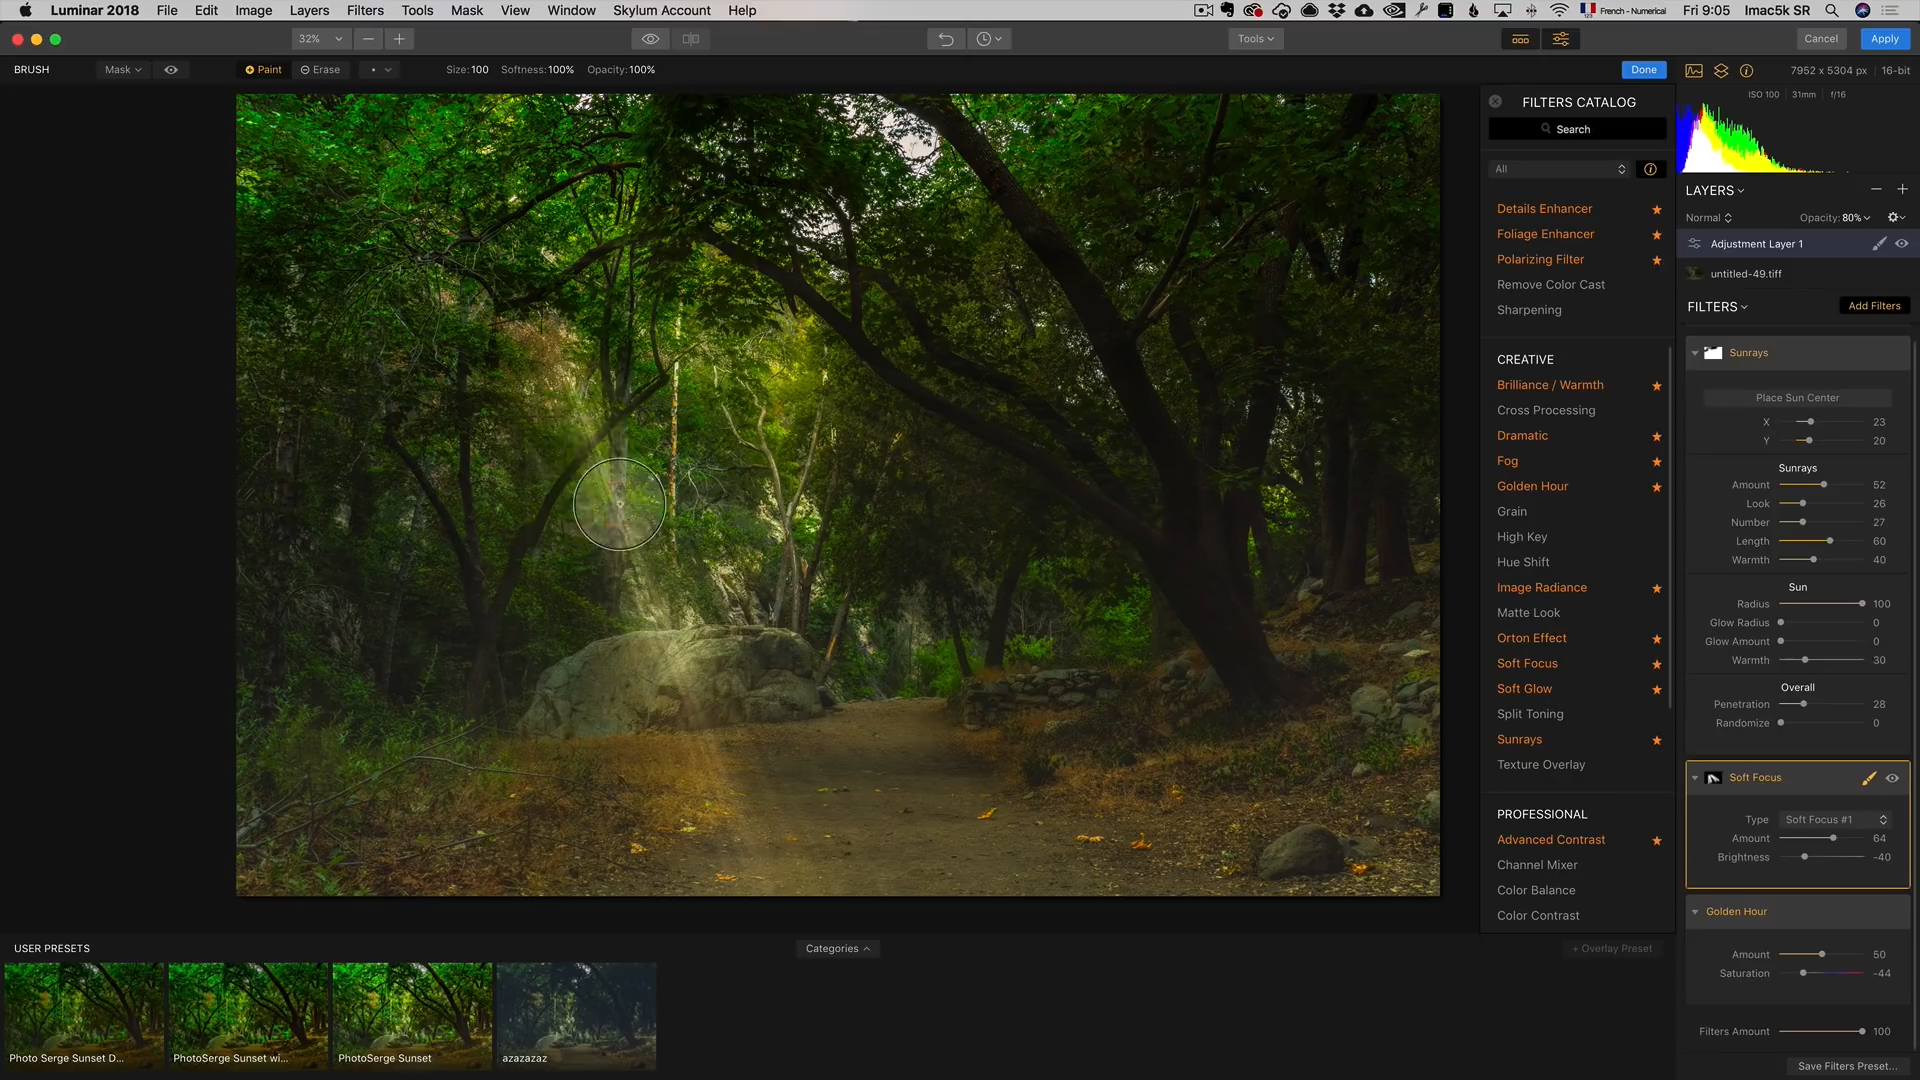 Luminar 2018 File Edit Image Layers Filters Tools Mask View Window Skylum Account Help
French - Numerical Fri 9:05 Imac5k SR
32% Tools Cancel Apply
BRUSH Mask Paint Erase Size:100 Softness:100% Opacity:100% Done
7952 x 5304 px 16-bit
ISO 100 31mm f/16
FILTERS CATALOG
Search
All
Details Enhancer
Foliage Enhancer
Polarizing Filter
Remove Color Cast
Sharpening
CREATIVE
Brilliance / Warmth
Cross Processing
Dramatic
Fog
Golden Hour
Grain
High Key
Hue Shift
Image Radiance
Matte Look
Orton Effect
Soft Focus
Soft Glow
Split Toning
Sunrays
Texture Overlay
PROFESSIONAL
Advanced Contrast
Channel Mixer
Color Balance
Color Contrast
LAYERS
Normal Opacity: 80%
Adjustment Layer 1
untitled-49.tiff
FILTERS Add Filters
Sunrays
Place Sun Center
X 23
Y 20
Sunrays
Amount 52
Look 26
Number 27
Length 60
Warmth 40
Sun
Radius 100
Glow Radius 0
Glow Amount 0
Warmth 30
Overall
Penetration 28
Randomize 0
Soft Focus
Type Soft Focus #1
Amount 64
Brightness -40
Golden Hour
Amount 50
Saturation -44
Filters Amount 100
Save Filters Preset...
USER PRESETS Categories + Overlay Preset
Photo Serge Sunset D... PhotoSerge Sunset wi... PhotoSerge Sunset azazazaz